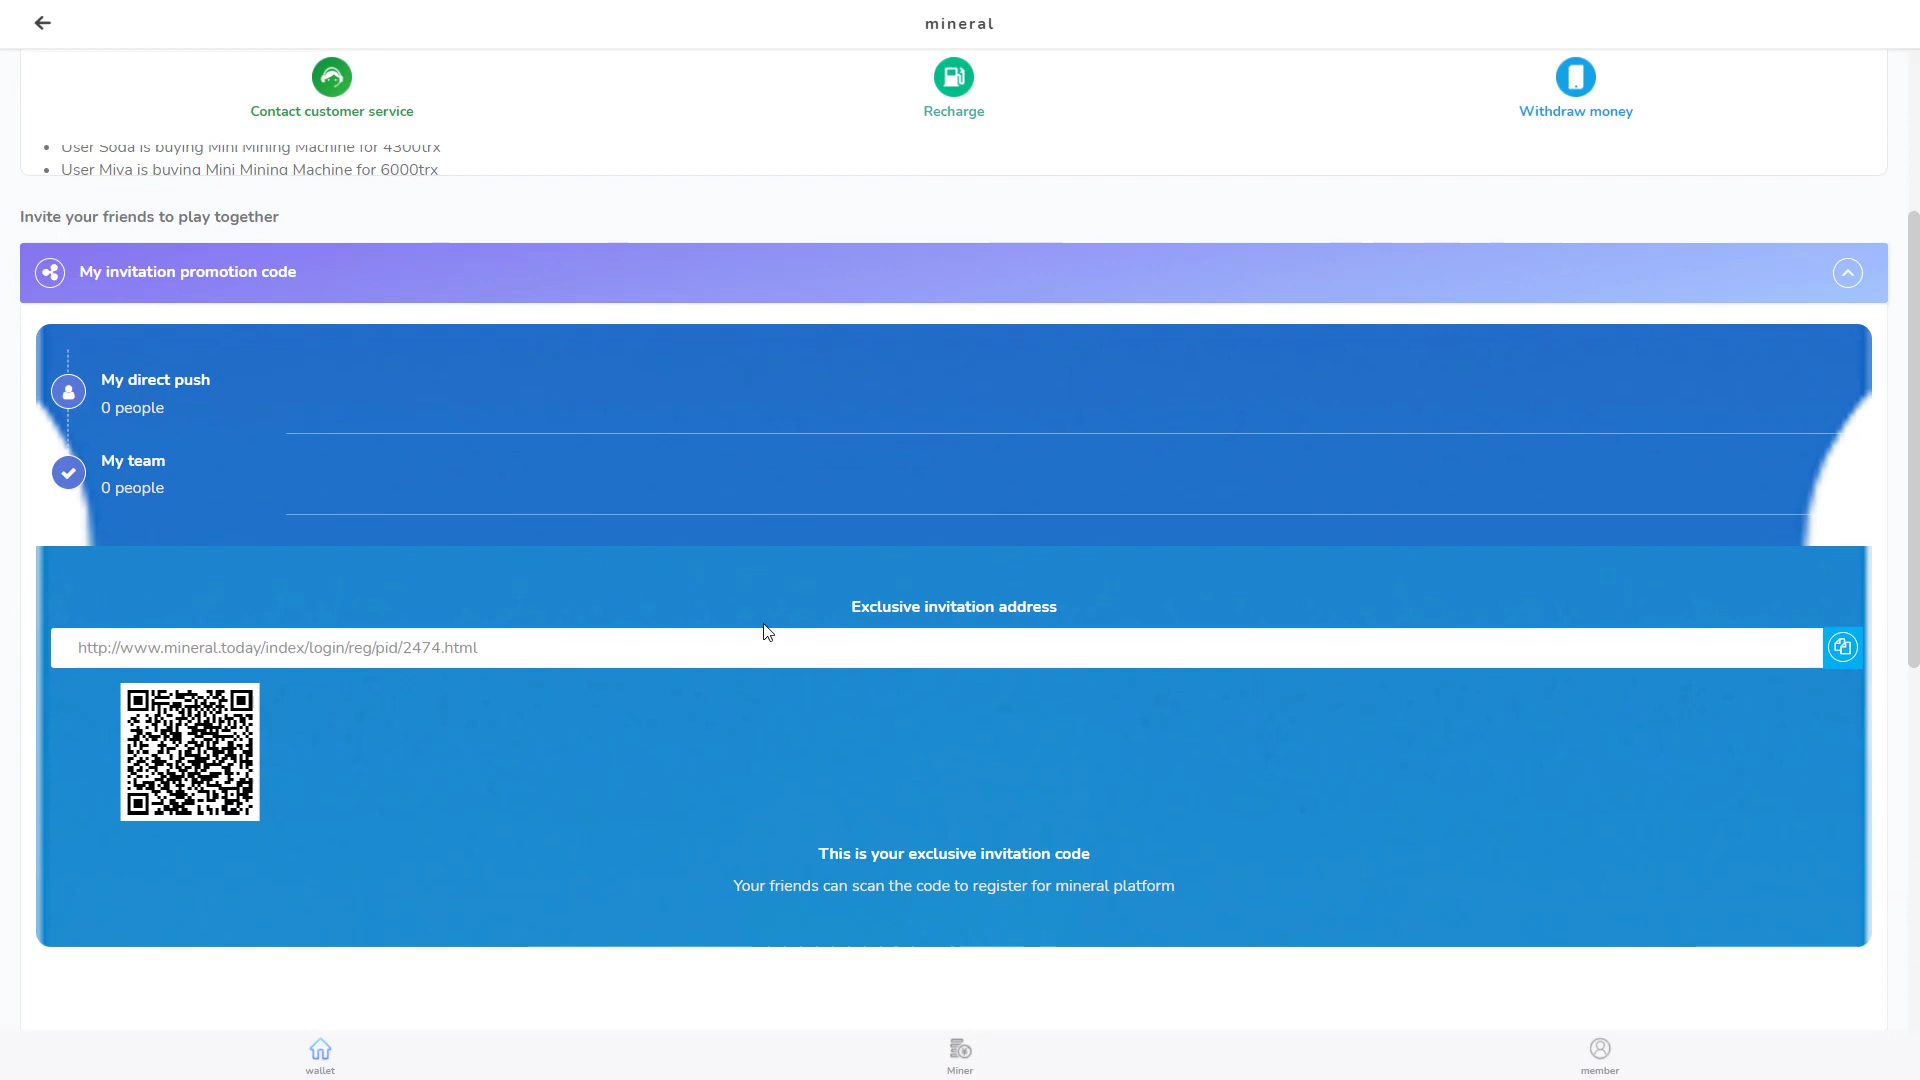 mineral
Contact customer service
Recharge
Withdraw money
User Soda is buying Mini Mining Machine for 4300trx
User Miya is buying Mini Mining Machine for 6000trx
Invite your friends to play together
My invitation promotion code
My direct push
0 people
My team
0 people
Exclusive invitation address
http://www.mineral.today/index/login/reg/pid/2474.html
This is your exclusive invitation code
Your friends can scan the code to register for mineral platform
wallet
Miner
member